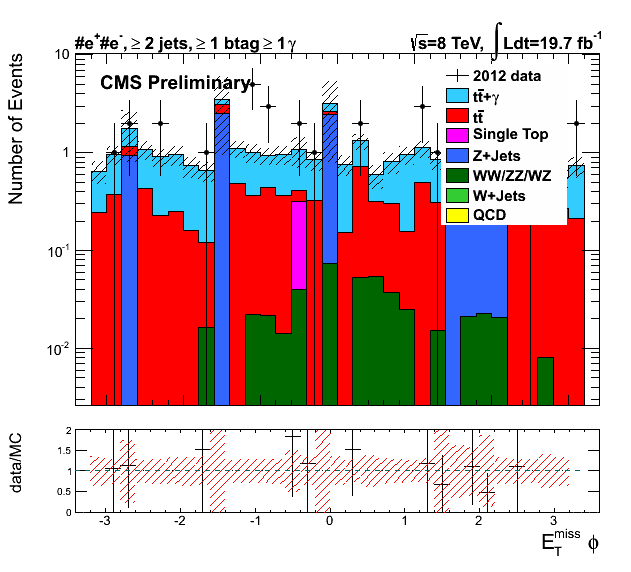 #e⁺#e⁻, ≥ 2 jets, ≥ 1 btag ≥ 1γ
√s=8 TeV, ∫Ldt=19.7 fb⁻¹
CMS Preliminary
2012 data
tt̄+γ
tt̄
Single Top
Z+Jets
WW/ZZ/WZ
W+Jets
QCD
Number of Events
10
1
10⁻¹
10⁻²
data/MC
2
1.5
1
0.5
0
-3 -2 -1 0 1 2 3
E_T^miss ϕ